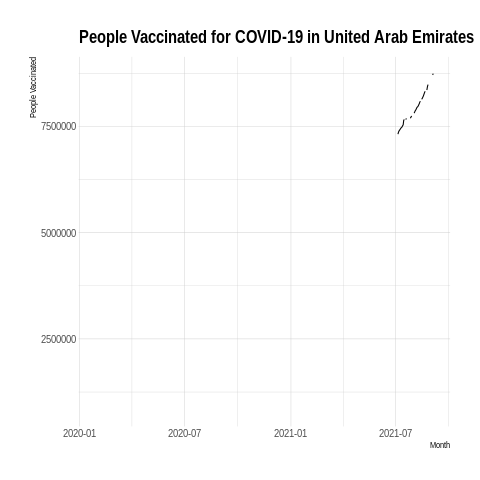 People Vaccinated for COVID-19 in United Arab Emirates
People Vaccinated
7500000
5000000
2500000
2020-01
2020-07
2021-01
2021-07
Month